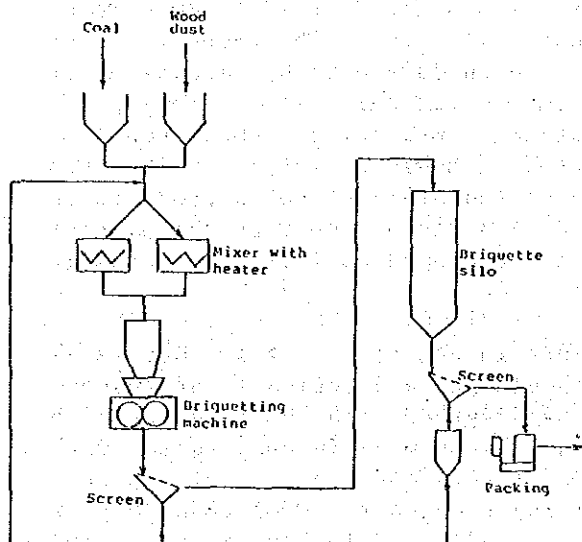 Coal
Wood
dust
Mixer with
heater
Briquetting
machine
Screen
Briquette
silo
Screen
Packing